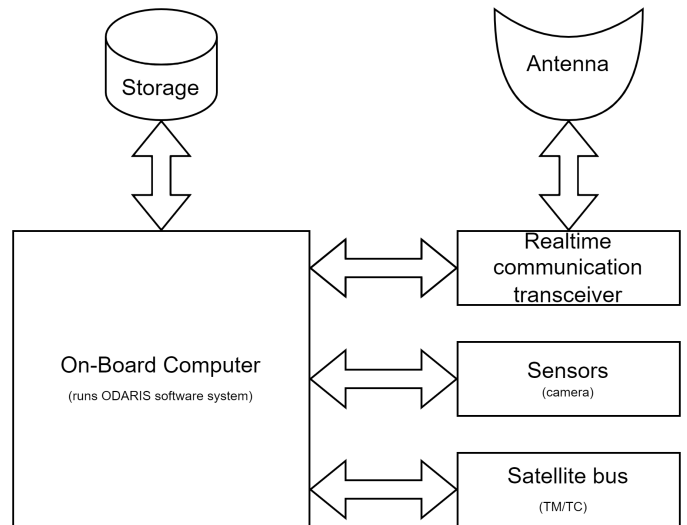 Storage
Antenna
Realtime
communication
transceiver
On-Board Computer
(runs ODARIS software system)
Sensors
(camera)
Satellite bus
(TM/TC)